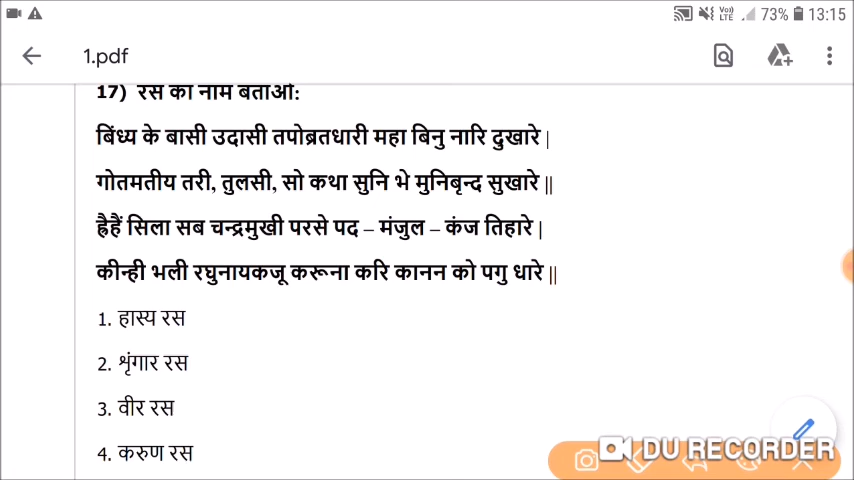 73% 13:15
1.pdf
17) रस का नाम बताओ:
बिंध्य के बासी उदासी तपोब्रतधारी महा बिनु नारि दुखारे |
गोतमतीय तरी, तुलसी, सो कथा सुनि भे मुनिबृन्द सुखारे ||
ह्रैहैं सिला सब चन्द्रमुखी परसे पद – मंजुल – कंज तिहारे |
कीन्ही भली रघुनायकजू करूना करि कानन को पगु धारे ||
1. हास्य रस
2. शृंगार रस
3. वीर रस
4. करुण रस
DU RECORDER